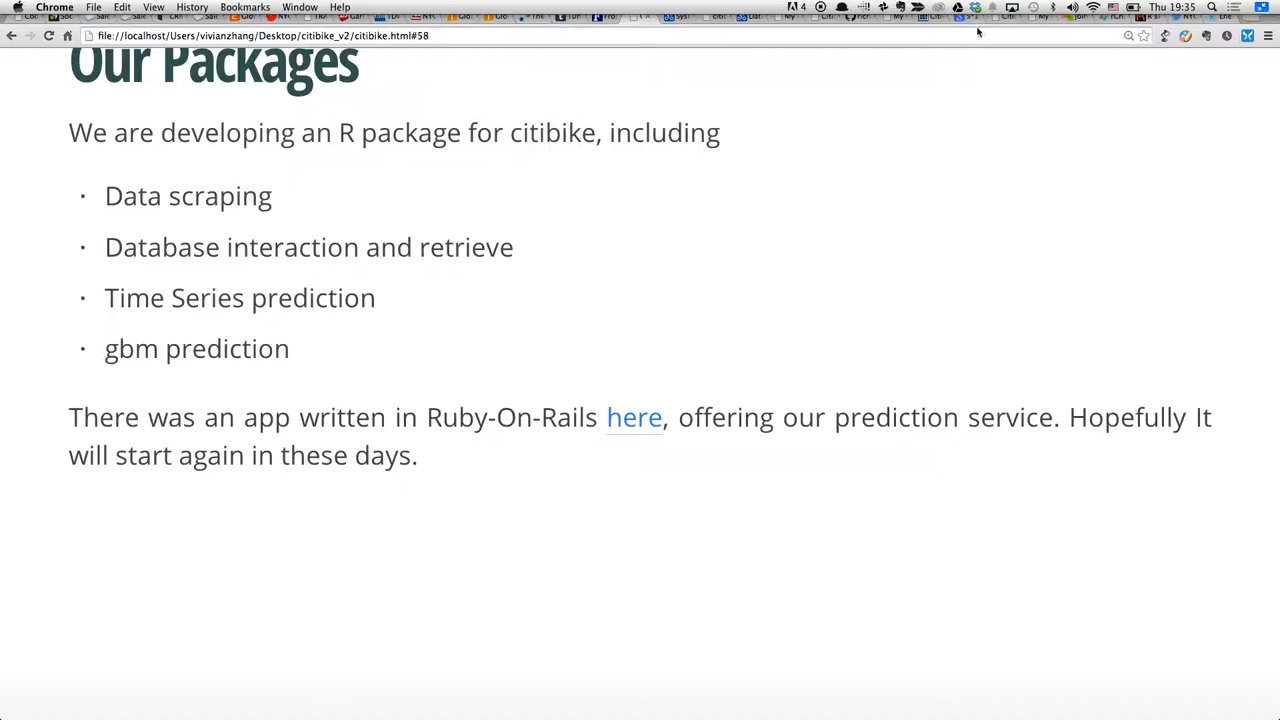 Chrome File Edit View History Bookmarks Window Help
4
Thu 19:35
file://localhost/Users/vivianzhang/Desktop/citibike_v2/citibike.html#58
Our Packages
We are developing an R package for citibike, including
· Data scraping
· Database interaction and retrieve
· Time Series prediction
· gbm prediction
There was an app written in Ruby-On-Rails here, offering our prediction service. Hopefully It
will start again in these days.